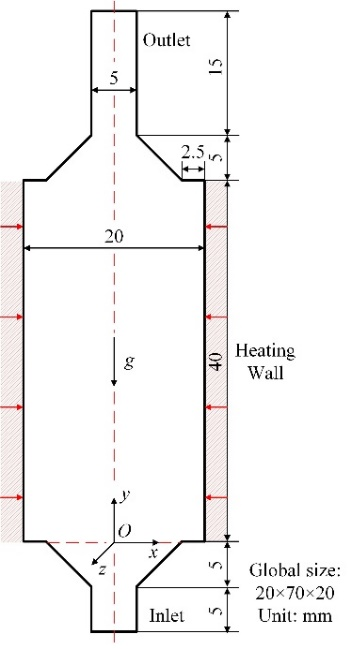 Outlet
15
5
2.5
5
20
g
40
Heating
Wall
y
O
x
z
5
Global size:
20×70×20
Unit: mm
Inlet
5